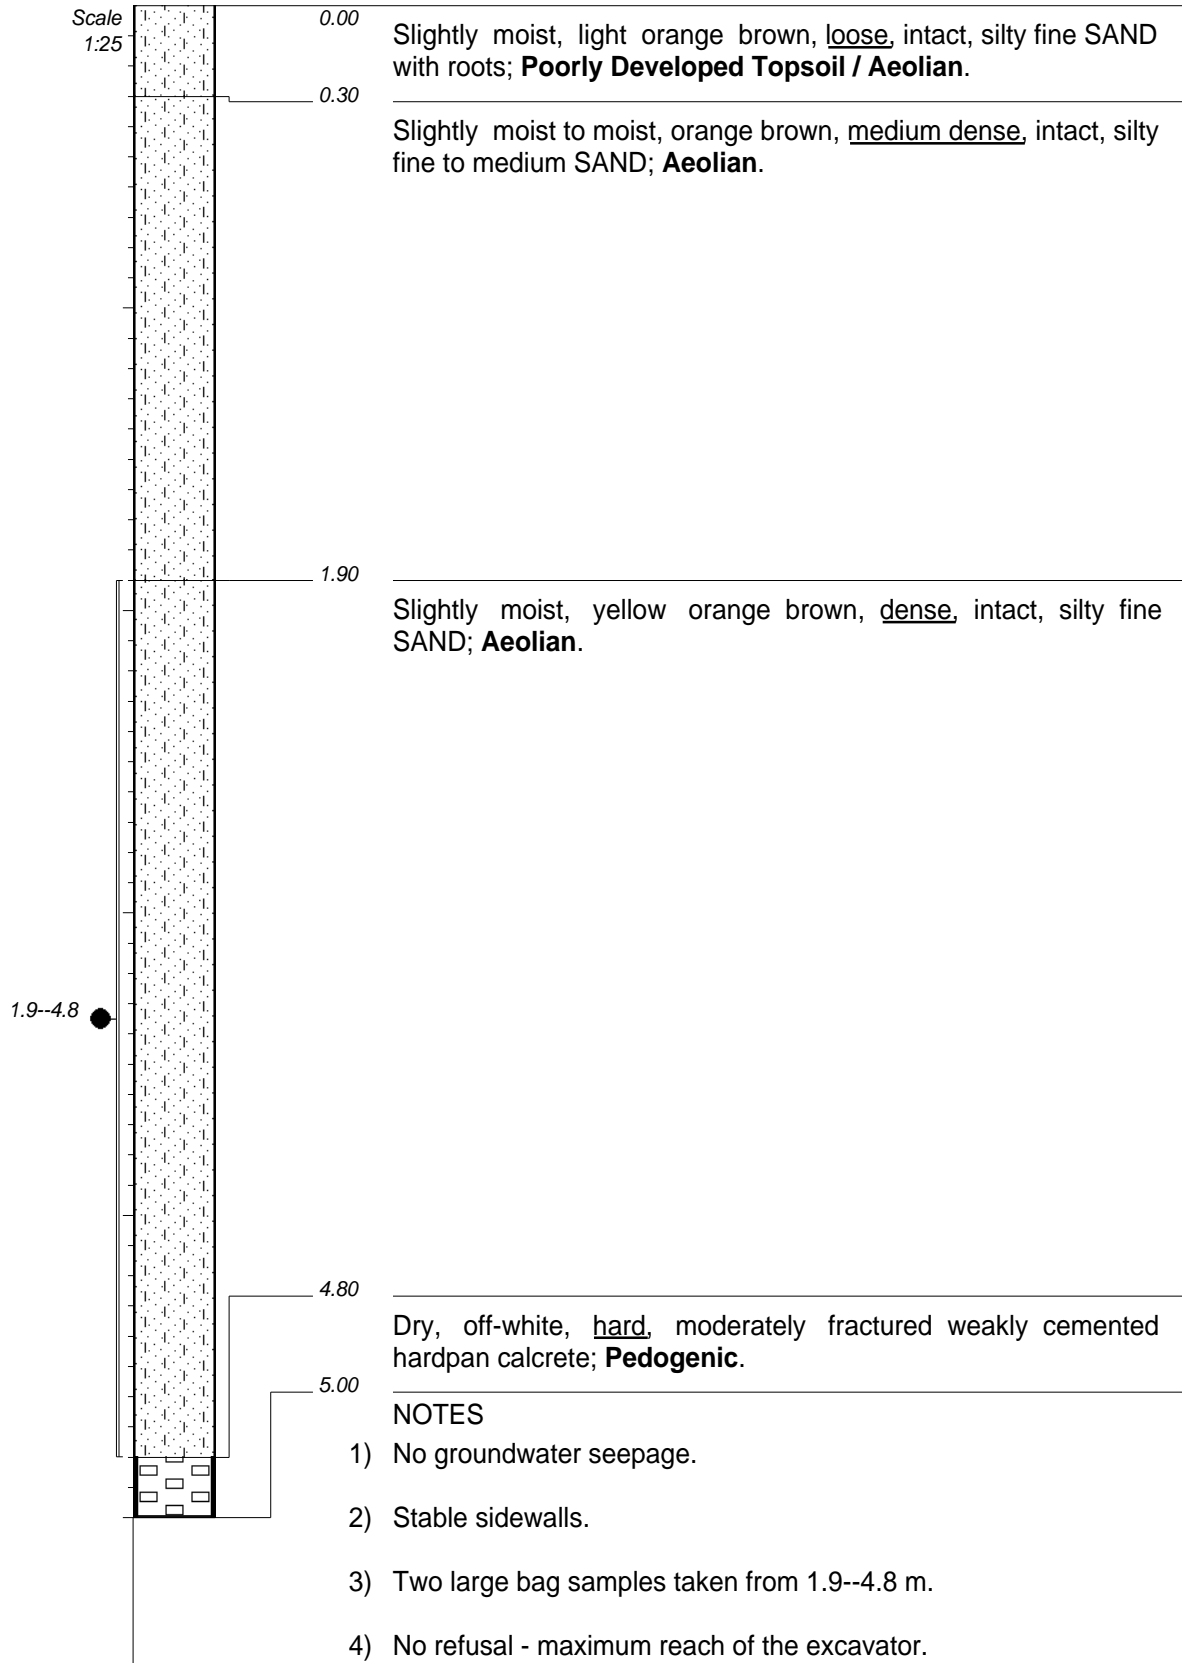 Scale
1:25
0.00
Slightly moist, light orange brown, loose, intact, silty fine SAND
with roots; Poorly Developed Topsoil / Aeolian.
0.30
Slightly moist to moist, orange brown, medium dense, intact, silty
fine to medium SAND; Aeolian.
1.90
Slightly moist, yellow orange brown, dense, intact, silty fine
SAND; Aeolian.
1.9--4.8
4.80
Dry, off-white, hard, moderately fractured weakly cemented
hardpan calcrete; Pedogenic.
5.00
NOTES
1) No groundwater seepage.
2) Stable sidewalls.
3) Two large bag samples taken from 1.9--4.8 m.
4) No refusal - maximum reach of the excavator.